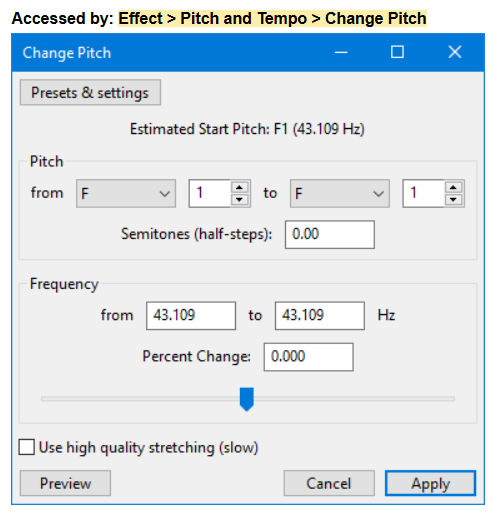 Accessed by: Effect > Pitch and Tempo > Change Pitch
Change Pitch
Presets & settings
Estimated Start Pitch: F1 (43.109 Hz)
Pitch
from F 1 to F 1
Semitones (half-steps): 0.00
Frequency
from 43.109 to 43.109 Hz
Percent Change: 0.000
Use high quality stretching (slow)
Preview Cancel Apply